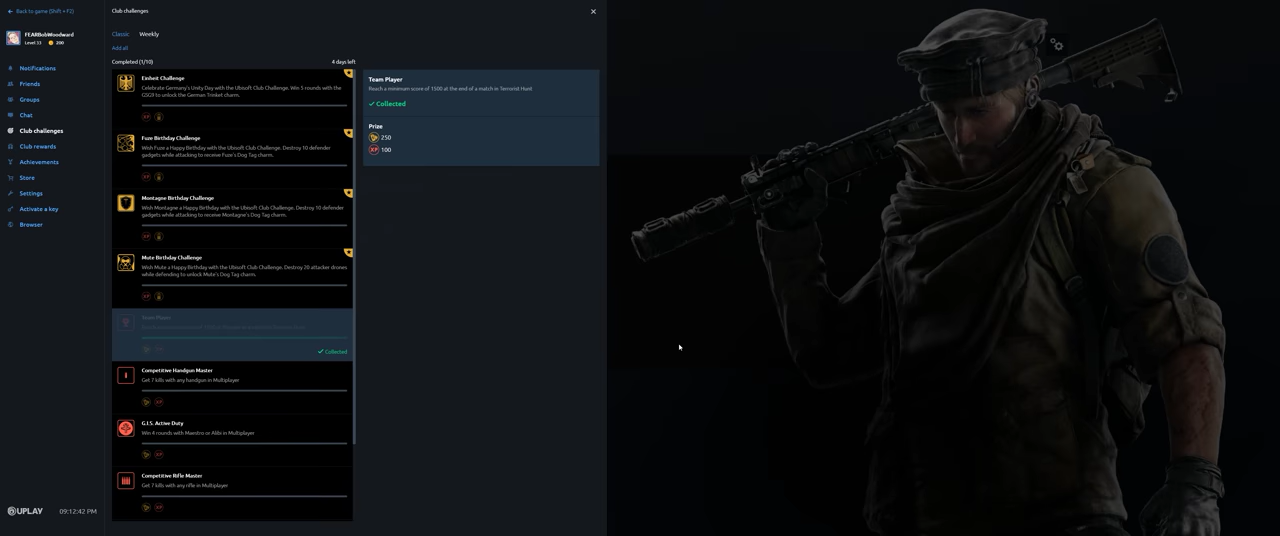 Back to game (Shift + F2)
FEARBobWoodward
Level 33 200
Notifications
Friends
Groups
Chat
Club challenges
Club rewards
Achievements
Store
Settings
Activate a key
Browser
UPLAY
09:12:42 PM
Club challenges
Classic Weekly
Add all
Completed (1/10) 4 days left
Einheit Challenge
Celebrate Germany's Unity Day with the Ubisoft Club Challenge. Win 5 rounds with the
GSG9 to unlock the German Trinket charm.
XP
Fuze Birthday Challenge
Wish Fuze a Happy Birthday with the Ubisoft Club Challenge. Destroy 10 defender
gadgets while attacking to receive Fuze's Dog Tag charm.
XP
Montagne Birthday Challenge
Wish Montagne a Happy Birthday with the Ubisoft Club Challenge. Destroy 10 defender
gadgets while attacking to receive Montagne's Dog Tag charm.
XP
Mute Birthday Challenge
Wish Mute a Happy Birthday with the Ubisoft Club Challenge. Destroy 20 attacker drones
while defending to unlock Mute's Dog Tag charm.
XP
Team Player
Collected
Competitive Handgun Master
Get 7 kills with any handgun in Multiplayer
XP
G.I.S. Active Duty
Win 4 rounds with Maestro or Alibi in Multiplayer
XP
Competitive Rifle Master
Get 7 kills with any rifle in Multiplayer
XP
Team Player
Reach a minimum score of 1500 at the end of a match in Terrorist Hunt
Collected
Prize
250
XP 100